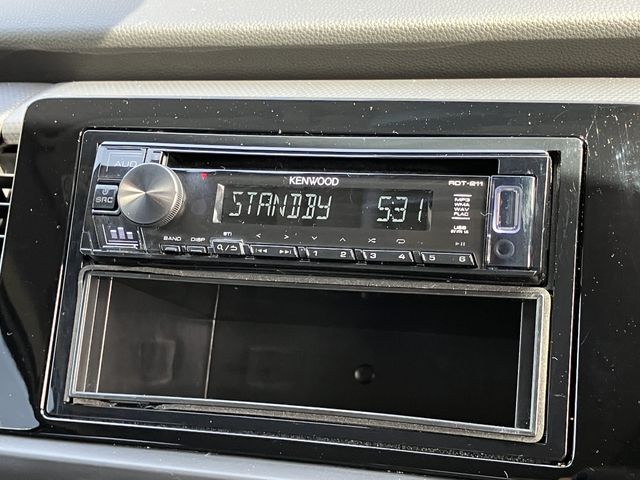 AUD
KENWOOD
RDT-211
SRC
STANDBY 5:31
MP3
WMA
WAV
FLAC
USB
BAND DISP
1 2 3 4 5 6